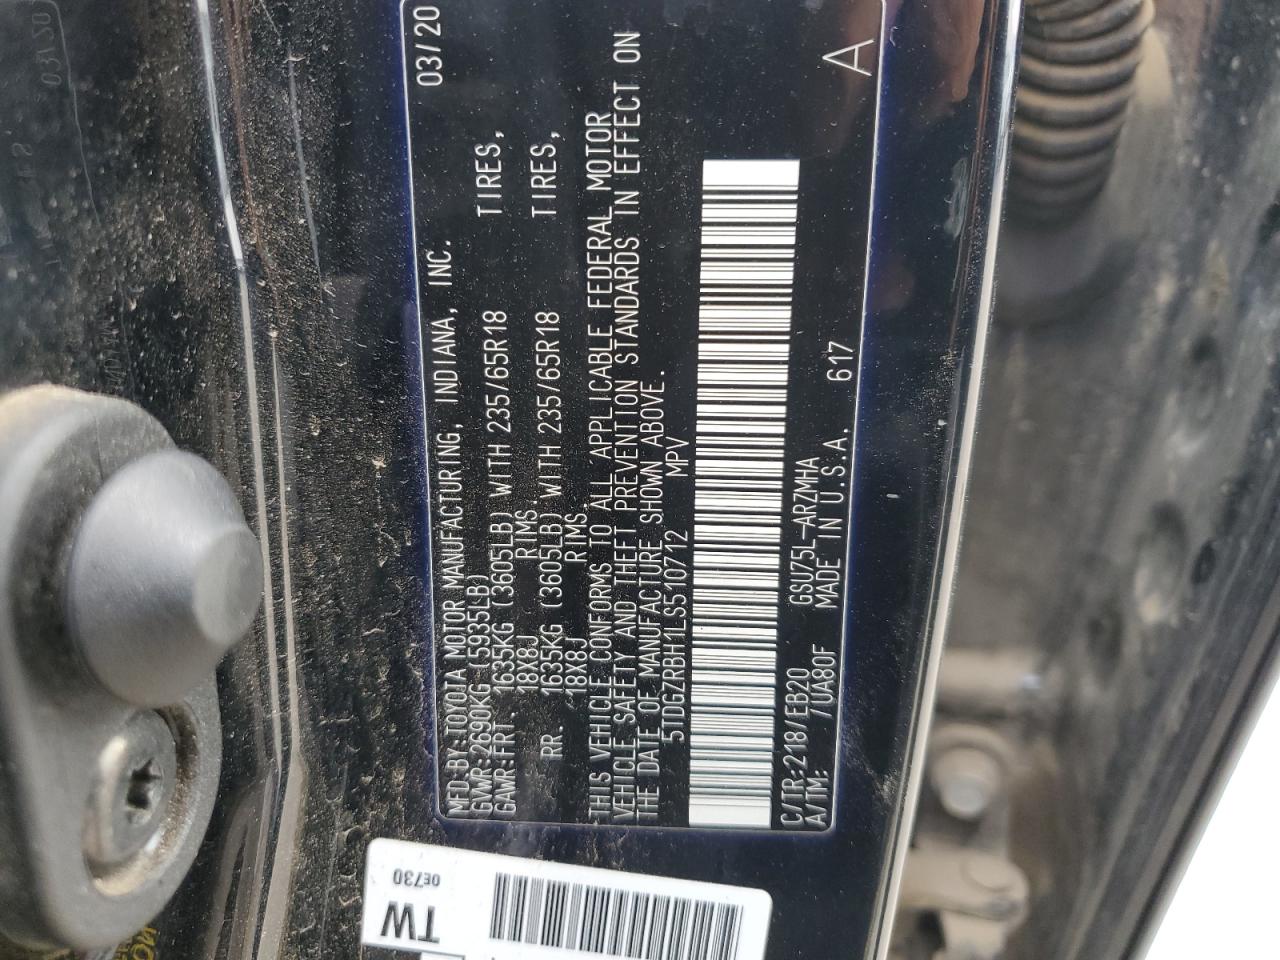 MFD.BY: TOYOTA MOTOR MANUFACTURING, INDIANA, INC. 03/20
GVWR:2690KG (5935LB)
GAWR:FRT. 1635KG (3605LB) WITH 235/65R18 TIRES,
18X8J RIMS
RR. 1635KG (3605LB) WITH 235/65R18 TIRES,
18X8J RIMS
THIS VEHICLE CONFORMS TO ALL APPLICABLE FEDERAL MOTOR
VEHICLE SAFETY AND THEFT PREVENTION STANDARDS IN EFFECT ON
THE DATE OF MANUFACTURE SHOWN ABOVE.
5TDGZRBH1LS510712 MPV
C/TR:218/EB20 GSU75L-ARZMHA
A/TM: 7UA80F MADE IN U.S.A. 617 A
0E730
TW